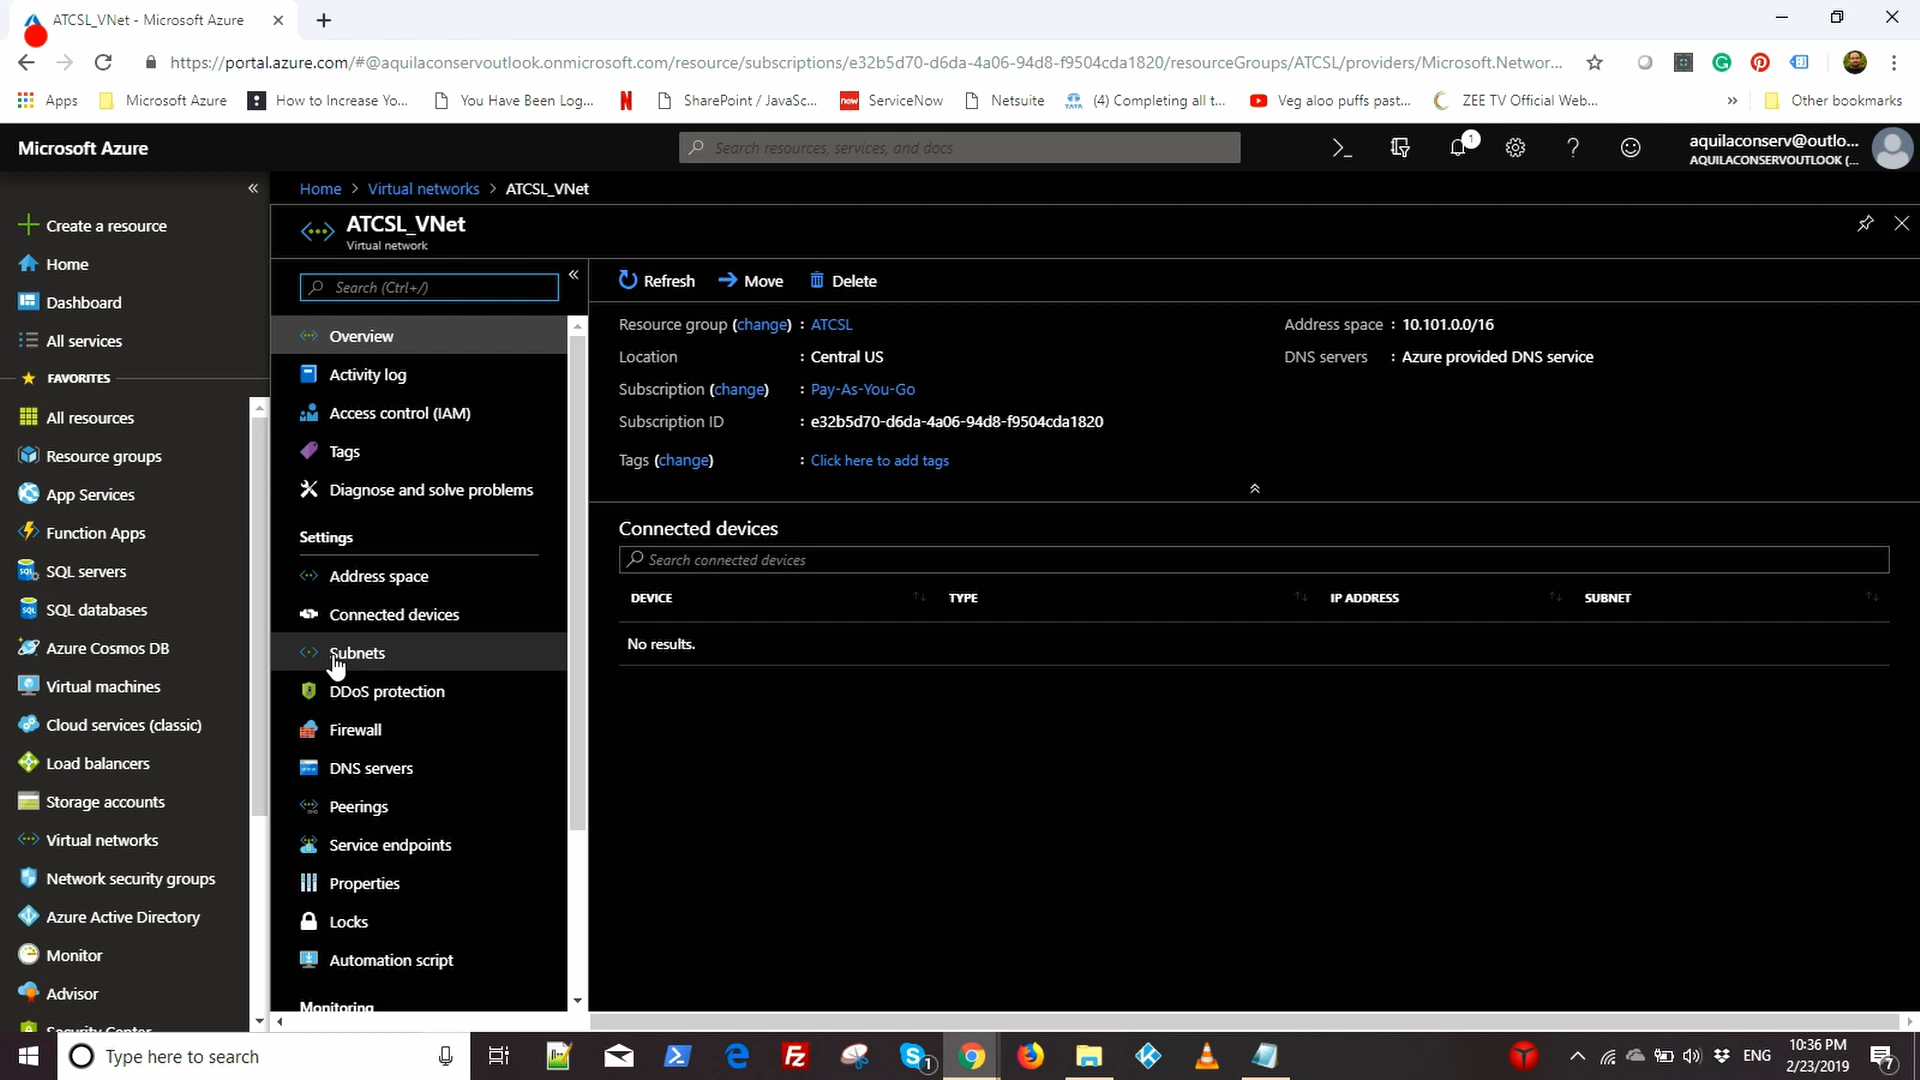 ATCSL_VNet - Microsoft Azure
https://portal.azure.com/#@aquilaconservoutlook.onmicrosoft.com/resource/subscriptions/e32b5d70-d6da-4a06-94d8-f9504cda1820/resourceGroups/ATCSL/providers/Microsoft.Networ...
Apps Microsoft Azure How to Increase Yo... You Have Been Log... SharePoint / JavaSc... now ServiceNow Netsuite TATA (4) Completing all t... Veg aloo puffs past... ZEE TV Official Web... » Other bookmarks
Microsoft Azure
Search resources, services, and docs
1
aquilaconserv@outlo...
AQUILACONSERVOUTLOOK (...
Create a resource
Home
Dashboard
All services
FAVORITES
All resources
Resource groups
App Services
Function Apps
SQL servers
SQL databases
Azure Cosmos DB
Virtual machines
Cloud services (classic)
Load balancers
Storage accounts
Virtual networks
Network security groups
Azure Active Directory
Monitor
Advisor
Security Center
Home > Virtual networks > ATCSL_VNet
ATCSL_VNet
Virtual network
Search (Ctrl+/)
Overview
Activity log
Access control (IAM)
Tags
Diagnose and solve problems
Settings
Address space
Connected devices
Subnets
DDoS protection
Firewall
DNS servers
Peerings
Service endpoints
Properties
Locks
Automation script
Monitoring
Refresh Move Delete
Resource group (change) : ATCSL
Location : Central US
Subscription (change) : Pay-As-You-Go
Subscription ID : e32b5d70-d6da-4a06-94d8-f9504cda1820
Tags (change) : Click here to add tags
Address space : 10.101.0.0/16
DNS servers : Azure provided DNS service
Connected devices
Search connected devices
DEVICE TYPE IP ADDRESS SUBNET
No results.
Type here to search
1
ENG
10:36 PM
2/23/2019
7